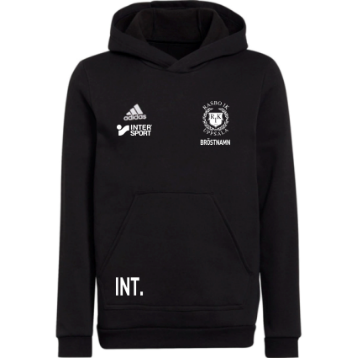 adidas
INTER
SPORT
RASBO IK
UPPSALA
BRÖSTNAMN
INT.